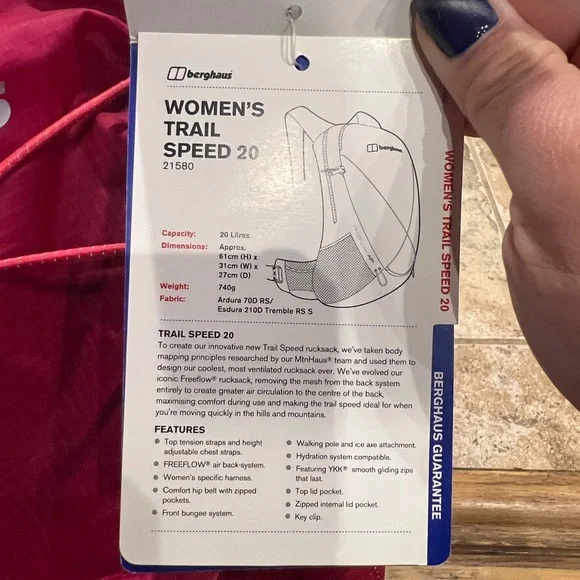 berghaus®
WOMEN'S
TRAIL
SPEED 20
21580
berghaus
Capacity: 20 Litres
Dimensions: Approx.
61cm (H) x
31cm (W) x
27cm (D)
Weight: 740g
Fabric: Ardura 70D RS/
Esdura 210D Tremble RS S
TRAIL SPEED 20
To create our innovative new Trail Speed rucksack, we've taken body
mapping principles researched by our MtnHaus® team and used them to
design our coolest, most ventilated rucksack ever. We've evolved our
iconic Freeflow® rucksack, removing the mesh from the back system
entirely to create greater air circulation to the centre of the back,
maximising comfort during use and making the trail speed ideal for when
you're moving quickly in the hills and mountains.
FEATURES
Top tension straps and height
adjustable chest straps.
FREEFLOW® air back-system.
Women's specific harness.
Comfort hip belt with zipped
pockets.
Front bungee system.
Walking pole and ice axe attachment.
Hydration system compatible.
Featuring YKK® smooth gliding zips
that last.
Top lid pocket.
Zipped internal lid pocket.
Key clip.
WOMEN'S TRAIL SPEED 20
BERGHAUS GUARANTEE